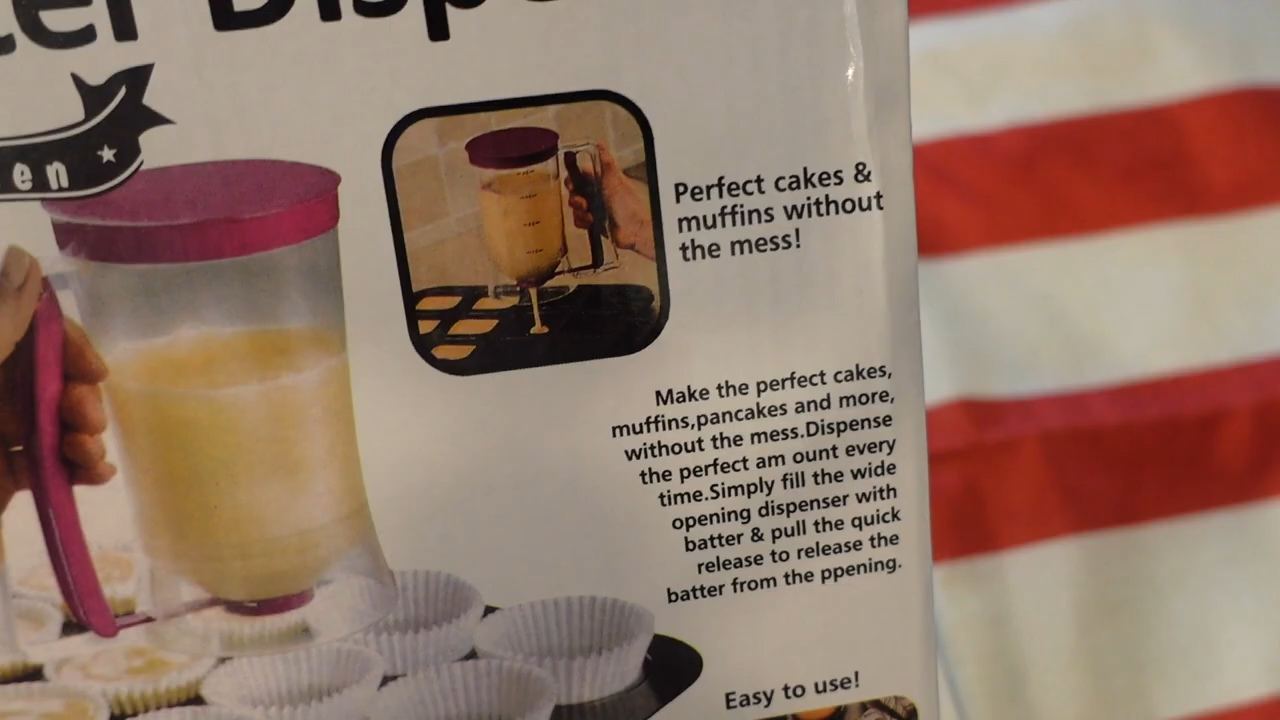 Perfect cakes &
muffins without
the mess!
Make the perfect cakes,
muffins,pancakes and more,
without the mess.Dispense
the perfect am ount every
time.Simply fill the wide
opening dispenser with
batter & pull the quick
release to release the
batter from the ppening.
Easy to use!